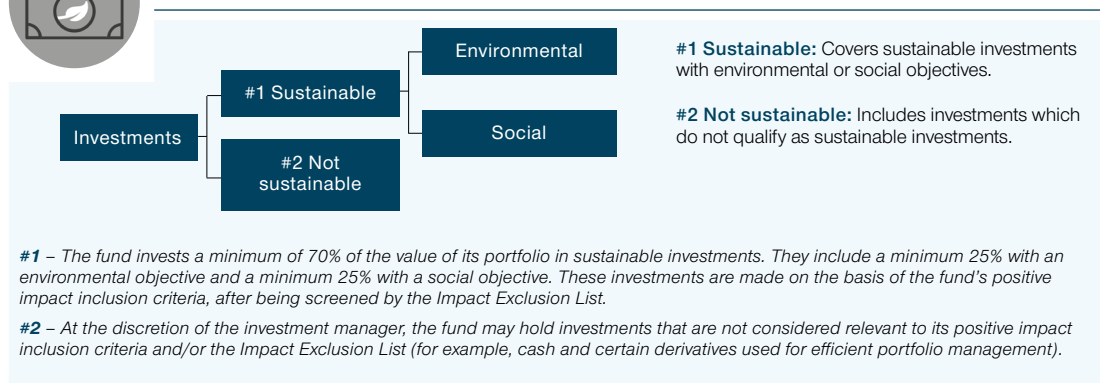 Environmental
#1 Sustainable
Social
Investments
#2 Not
sustainable
#1 Sustainable: Covers sustainable investments
with environmental or social objectives.
#2 Not sustainable: Includes investments which
do not qualify as sustainable investments.
#1 – The fund invests a minimum of 70% of the value of its portfolio in sustainable investments. They include a minimum 25% with an
environmental objective and a minimum 25% with a social objective. These investments are made on the basis of the fund’s positive
impact inclusion criteria, after being screened by the Impact Exclusion List.
#2 – At the discretion of the investment manager, the fund may hold investments that are not considered relevant to its positive impact
inclusion criteria and/or the Impact Exclusion List (for example, cash and certain derivatives used for efficient portfolio management).